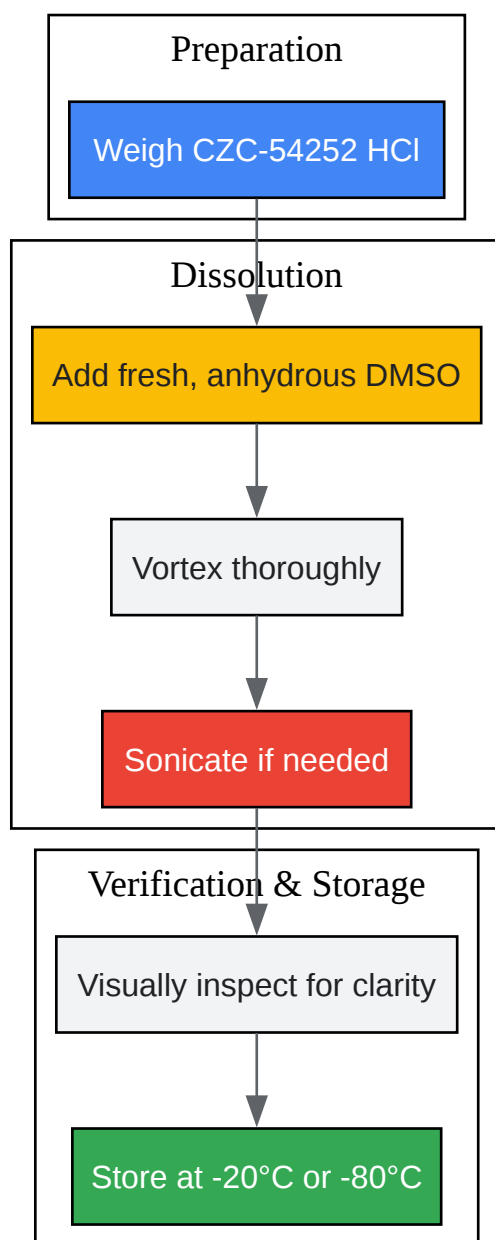 Preparation
Weigh CZC-54252 HCl
Dissolution
Add fresh, anhydrous DMSO
Vortex thoroughly
Sonicate if needed
Verification & Storage
Visually inspect for clarity
Store at -20°C or -80°C